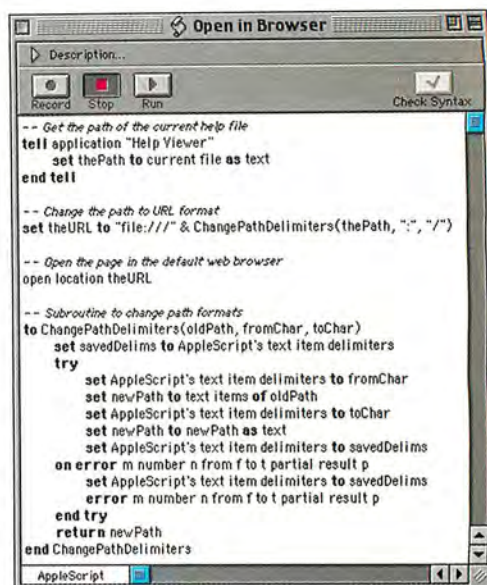 Open in Browser
Description...
Record Stop Run Check Syntax
-- Get the path of the current help file
tell application "Help Viewer"
set thePath to current file as text
end tell
-- Change the path to URL format
set theURL to "file:///" & ChangePathDelimiters(thePath, ":", "/")
-- Open the page in the default web browser
open location theURL
-- Subroutine to change path formats
to ChangePathDelimiters(oldPath, fromChar, toChar)
set savedDelims to AppleScript's text item delimiters
try
set AppleScript's text item delimiters to fromChar
set newPath to text items of oldPath
set AppleScript's text item delimiters to toChar
set newPath to newPath as text
set AppleScript's text item delimiters to savedDelims
on error m number n from f to t partial result p
set AppleScript's text item delimiters to savedDelims
error m number n from f to t partial result p
end try
return newPath
end ChangePathDelimiters
AppleScript